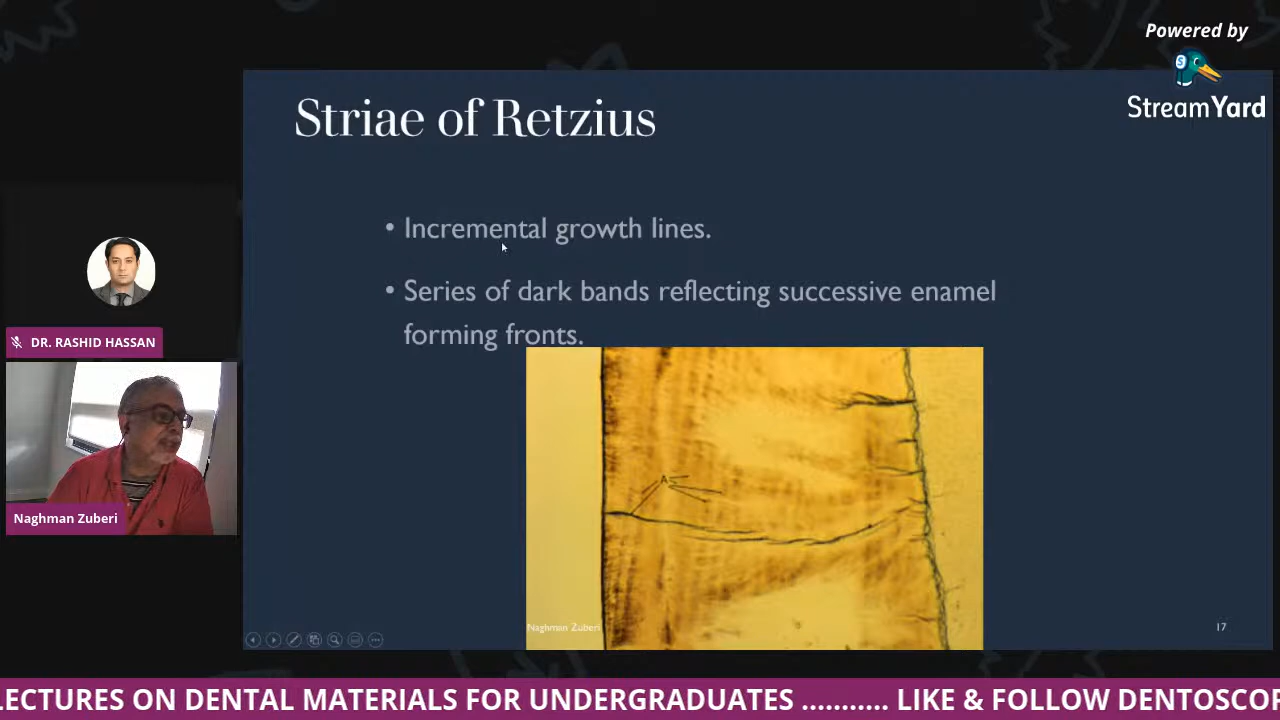 Powered by
StreamYard
Striae of Retzius
• Incremental growth lines.
• Series of dark bands reflecting successive enamel
forming fronts.
A
DR. RASHID HASSAN
Naghman Zuberi
Naghman Zuberi
17
LECTURES ON DENTAL MATERIALS FOR UNDERGRADUATES ........... LIKE & FOLLOW DENTOSCOP